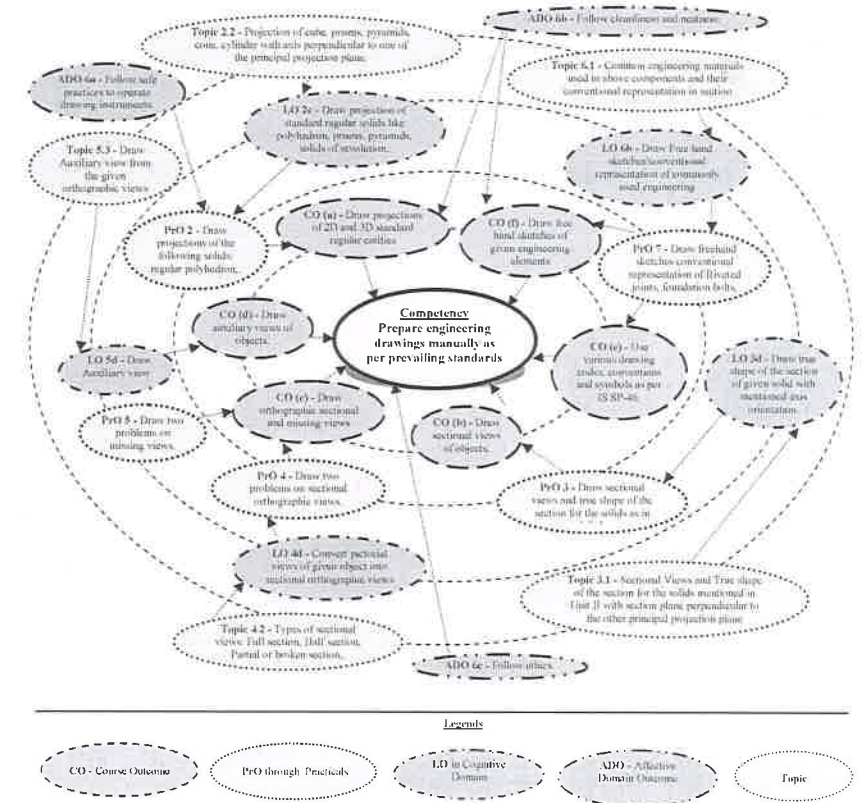 ADO 6b - Follow cleanliness and neatness.
Topic 2.2 - Projection of cube, prisms, pyramids,
cone, cylinder with axis perpendicular to one of
the principal projection plane.
Topic 6.1 - Common engineering materials
used in above components and their
conventional representation in section
ADO 6a - Follow safe
practices to operate
drawing instruments
LO 2c - Draw projection of
standard regular solids like
polyhedron, prisms, pyramids,
solids of revolution.
Topic 5.3 - Draw
Auxiliary view from
the given
orthographic views
LO 6b - Draw Free hand
sketches/conventional
representation of commonly
used engineering
PrO 2 - Draw
projections of the
following solids:
regular polyhedron,
CO (a) - Draw projections
of 2D and 3D standard
regular entities
CO (f) - Draw free
hand sketches of
given engineering
elements
PrO 7 - Draw freehand
sketches conventional
representation of Riveted
joints, foundation bolts,
Competency
Prepare engineering
drawings manually as
per prevailing standards
CO (d) - Draw
auxiliary views of
objects.
CO (e) - Use
various drawing
codes, conventions
and symbols as per
IS SP-46.
LO 3d - Draw true
shape of the section
of given solid with
mentioned axis
orientation.
LO 5d - Draw
Auxiliary view
CO (c) - Draw
orthographic sectional
and missing views
PrO 5 - Draw two
problems on
missing views.
CO (b) - Draw
sectional views
of objects.
PrO 4 - Draw two
problems on sectional
orthographic views.
PrO 3 - Draw sectional
views and true shape of the
section for the solids as in
LO 4d - Convert pictorial
views of given object into
sectional orthographic views
Topic 3.1 - Sectional Views and True shape
of the section for the solids mentioned in
Unit II with section plane perpendicular to
the other principal projection plane
Topic 4.2 - Types of sectional
views: Full section, Half section,
Partial or broken section,
ADO 6c - Follow ethics.
Legends
CO - Course Outcome
PrO through Practicals
LO in Cognitive
Domain
ADO - Affective
Domain Outcome
Topic